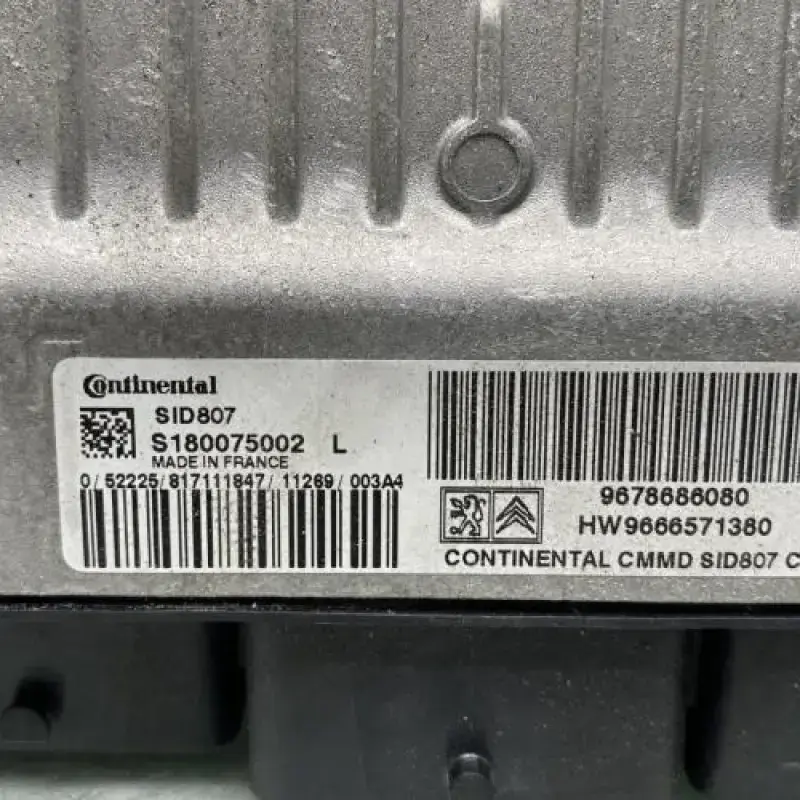 Continental
SID807
S180075002 L
MADE IN FRANCE
0/52225/817111847/11269/003A4
9678686080
HW9666571380
CONTINENTAL CMMD SID807 C